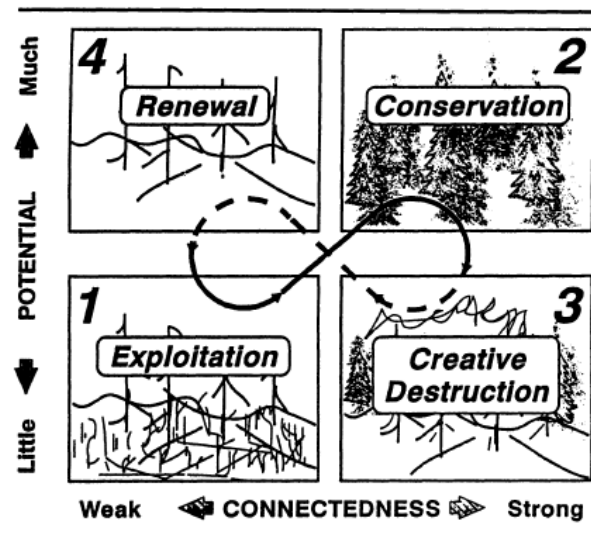 4
Renewal
2
Conservation
1
Exploitation
3
Creative
Destruction
Much
POTENTIAL
Little
Weak
CONNECTEDNESS
Strong